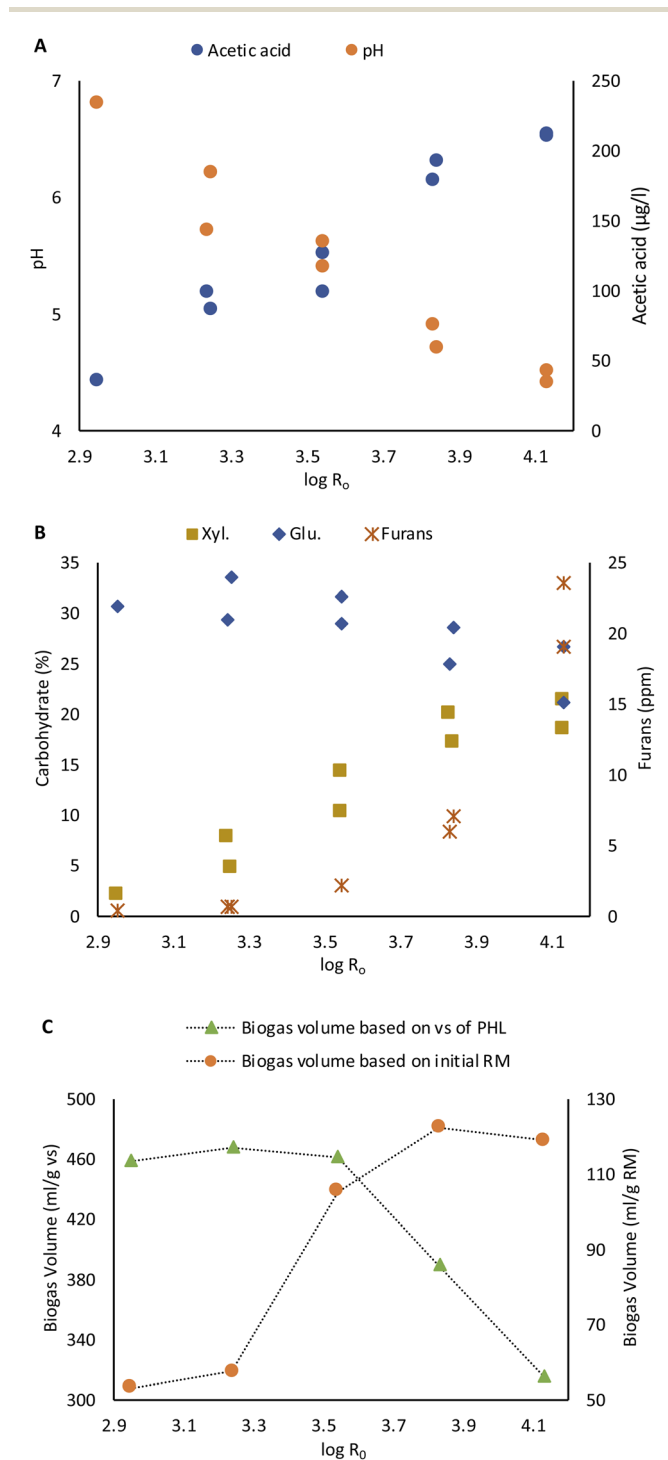 A
Acetic acid
pH
7
6
5
4
pH
250
200
150
100
50
0
Acetic acid (µg/l)
2.9 3.1 3.3 3.5 3.7 3.9 4.1
log Ro
B
Xyl. Glu. Furans
35
30
25
20
15
10
5
0
Carbohydrate (%)
25
20
15
10
5
0
Furans (ppm)
2.9 3.1 3.3 3.5 3.7 3.9 4.1
log Ro
C
Biogas volume based on vs of PHL
Biogas volume based on initial RM
500
460
420
380
340
300
Biogas Volume (ml/g vs)
130
110
90
70
50
Biogas Volume (ml/g RM)
2.9 3.1 3.3 3.5 3.7 3.9 4.1
log R0